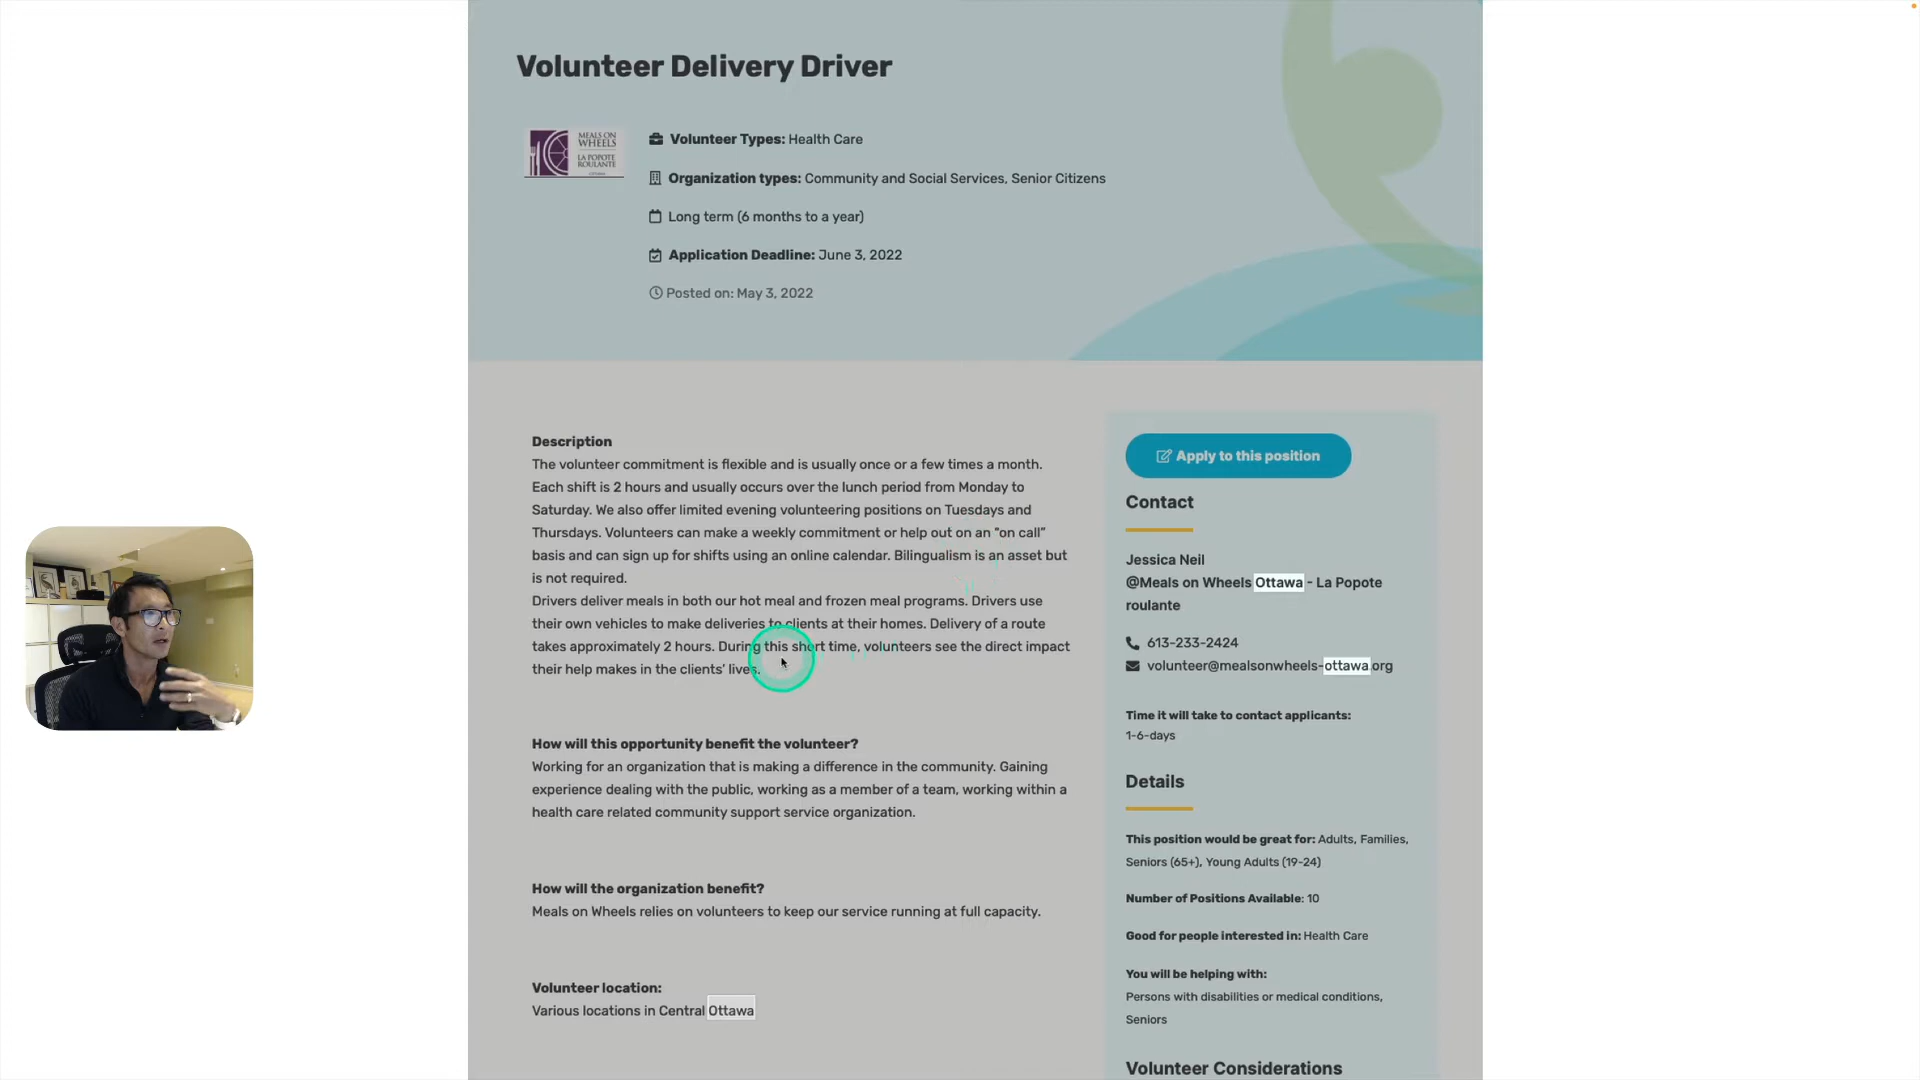 Volunteer Delivery Driver
MEALS ON
WHEELS
LA POPOTE
ROULANTE
Volunteer Types: Health Care
Organization types: Community and Social Services, Senior Citizens
Long term (6 months to a year)
Application Deadline: June 3, 2022
Posted on: May 3, 2022
Description
The volunteer commitment is flexible and is usually once or a few times a month.
Each shift is 2 hours and usually occurs over the lunch period from Monday to
Saturday. We also offer limited evening volunteering positions on Tuesdays and
Thursdays. Volunteers can make a weekly commitment or help out on an “on call”
basis and can sign up for shifts using an online calendar. Bilingualism is an asset but
is not required.
Drivers deliver meals in both our hot meal and frozen meal programs. Drivers use
their own vehicles to make deliveries to clients at their homes. Delivery of a route
takes approximately 2 hours. During this short time, volunteers see the direct impact
their help makes in the clients' lives.
How will this opportunity benefit the volunteer?
Working for an organization that is making a difference in the community. Gaining
experience dealing with the public, working as a member of a team, working within a
health care related community support service organization.
How will the organization benefit?
Meals on Wheels relies on volunteers to keep our service running at full capacity.
Volunteer location:
Various locations in Central Ottawa
Apply to this position
Contact
Jessica Neil
@Meals on Wheels Ottawa - La Popote
roulante
613-233-2424
volunteer@mealsonwheels-ottawa.org
Time it will take to contact applicants:
1-6-days
Details
This position would be great for: Adults, Families,
Seniors (65+), Young Adults (19-24)
Number of Positions Available: 10
Good for people interested in: Health Care
You will be helping with:
Persons with disabilities or medical conditions,
Seniors
Volunteer Considerations